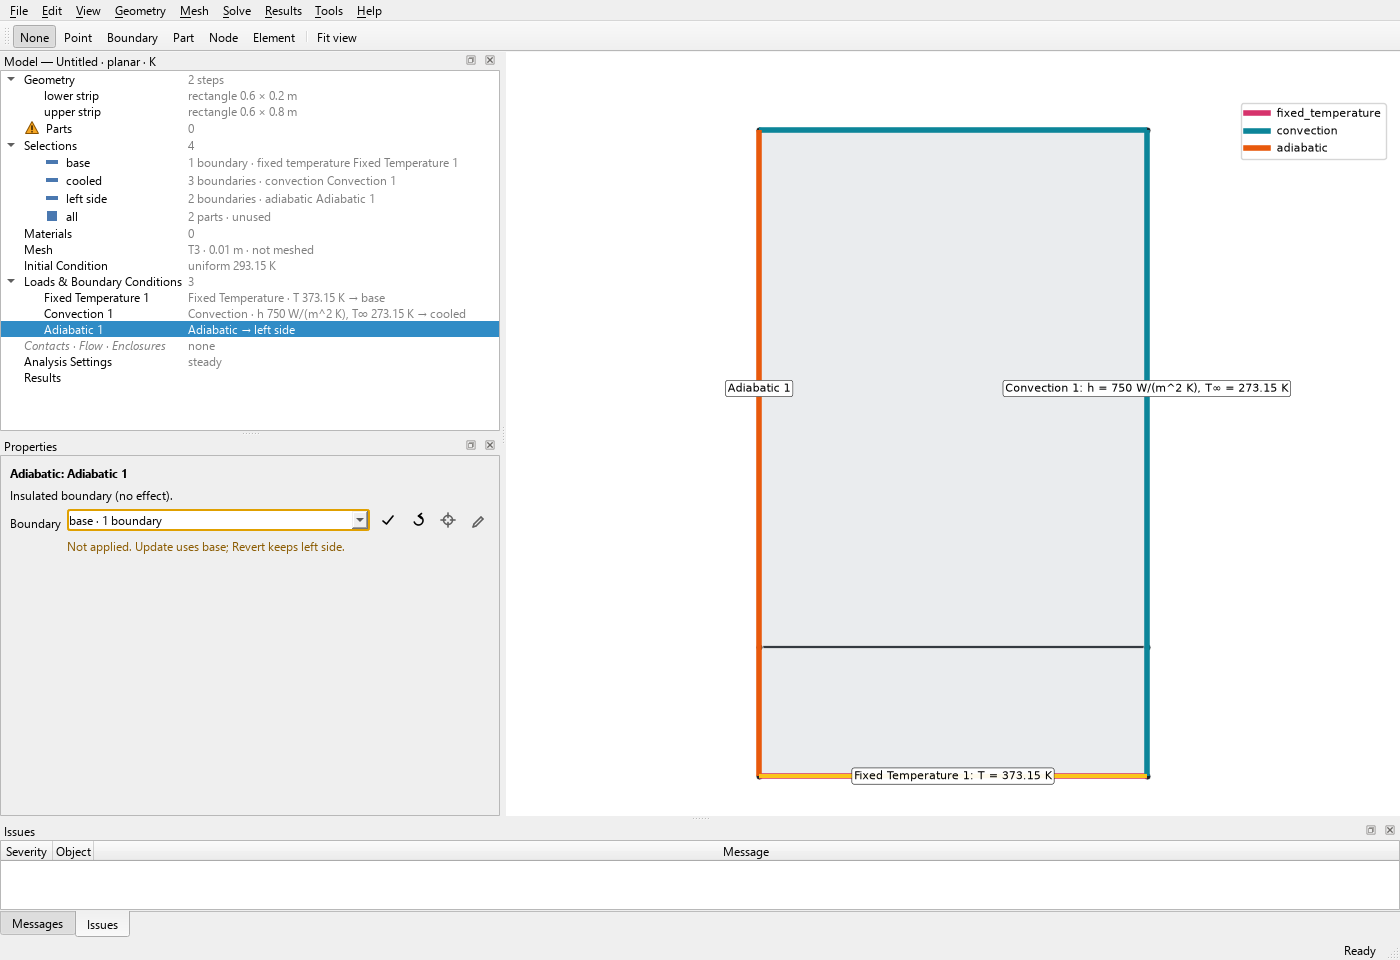 File Edit View Geometry Mesh Solve Results Tools Help
None Point Boundary Part Node Element Fit view
Model — Untitled · planar · K
Geometry 2 steps
lower strip rectangle 0.6 × 0.2 m
upper strip rectangle 0.6 × 0.8 m
Parts 0
Selections 4
base 1 boundary · fixed temperature Fixed Temperature 1
cooled 3 boundaries · convection Convection 1
left side 2 boundaries · adiabatic Adiabatic 1
all 2 parts · unused
Materials 0
Mesh T3 · 0.01 m · not meshed
Initial Condition uniform 293.15 K
Loads & Boundary Conditions 3
Fixed Temperature 1 Fixed Temperature · T 373.15 K → base
Convection 1 Convection · h 750 W/(m^2 K), T∞ 273.15 K → cooled
Adiabatic 1 Adiabatic → left side
Contacts · Flow · Enclosures none
Analysis Settings steady
Results
Properties
Adiabatic: Adiabatic 1
Insulated boundary (no effect).
Boundary base · 1 boundary
Not applied. Update uses base; Revert keeps left side.
fixed_temperature
convection
adiabatic
Adiabatic 1
Convection 1: h = 750 W/(m^2 K), T∞ = 273.15 K
Fixed Temperature 1: T = 373.15 K
Issues
Severity Object Message
Messages Issues
Ready